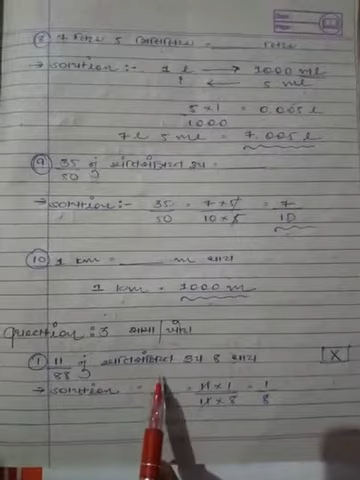 ⑧ 7 લિટર 5 મિલિલિટર = ______ લિટર
→ solution :- 1 l → 1000 ml
← 5 ml
5 × 1 / 1000 = 0.005 l
7 l 5 ml = 7.005 l
⑨ 35/50 નું અતિસંક્ષિપ્ત રૂપ ______
→ solution :- 35/50 = 7 × 5 / 10 × 5 = 7/10
⑩ 1 km = ______ m થાય
1 km = 1000 m
Question : 3 ખરા / ખોટા
① 11/88 નું અતિસંક્ષિપ્ત રૂપ 8 થાય [X]
→ solution = 11 × 1 / 11 × 8 = 1/8